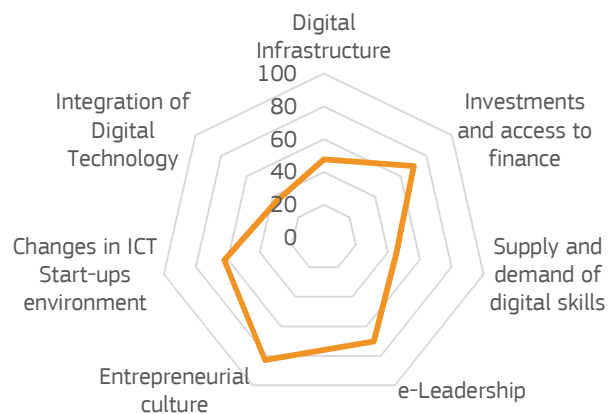 Digital
Infrastructure
100
80
60
40
20
0
Investments
and access to
finance
Supply and
demand of
digital skills
e-Leadership
Entrepreneurial
culture
Changes in ICT
Start-ups
environment
Integration of
Digital
Technology